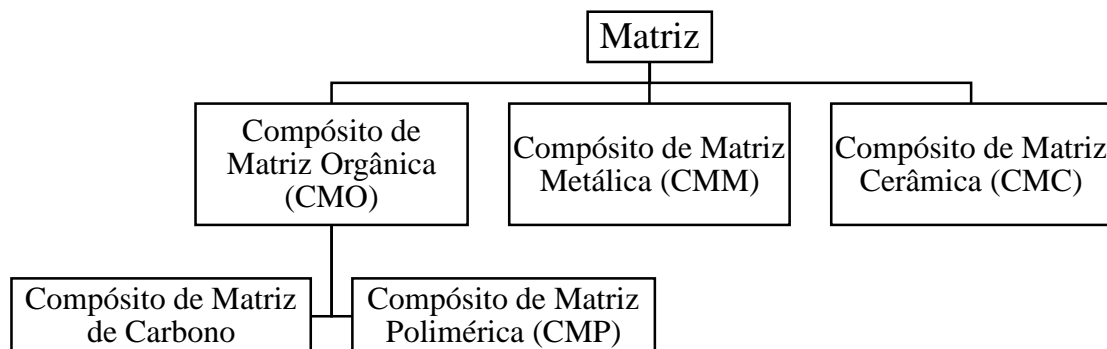 Matriz
Compósito de
Matriz Orgânica
(CMO)
Compósito de Matriz
Metálica (CMM)
Compósito de Matriz
Cerâmica (CMC)
Compósito de Matriz
de Carbono
Compósito de Matriz
Polimérica (CMP)